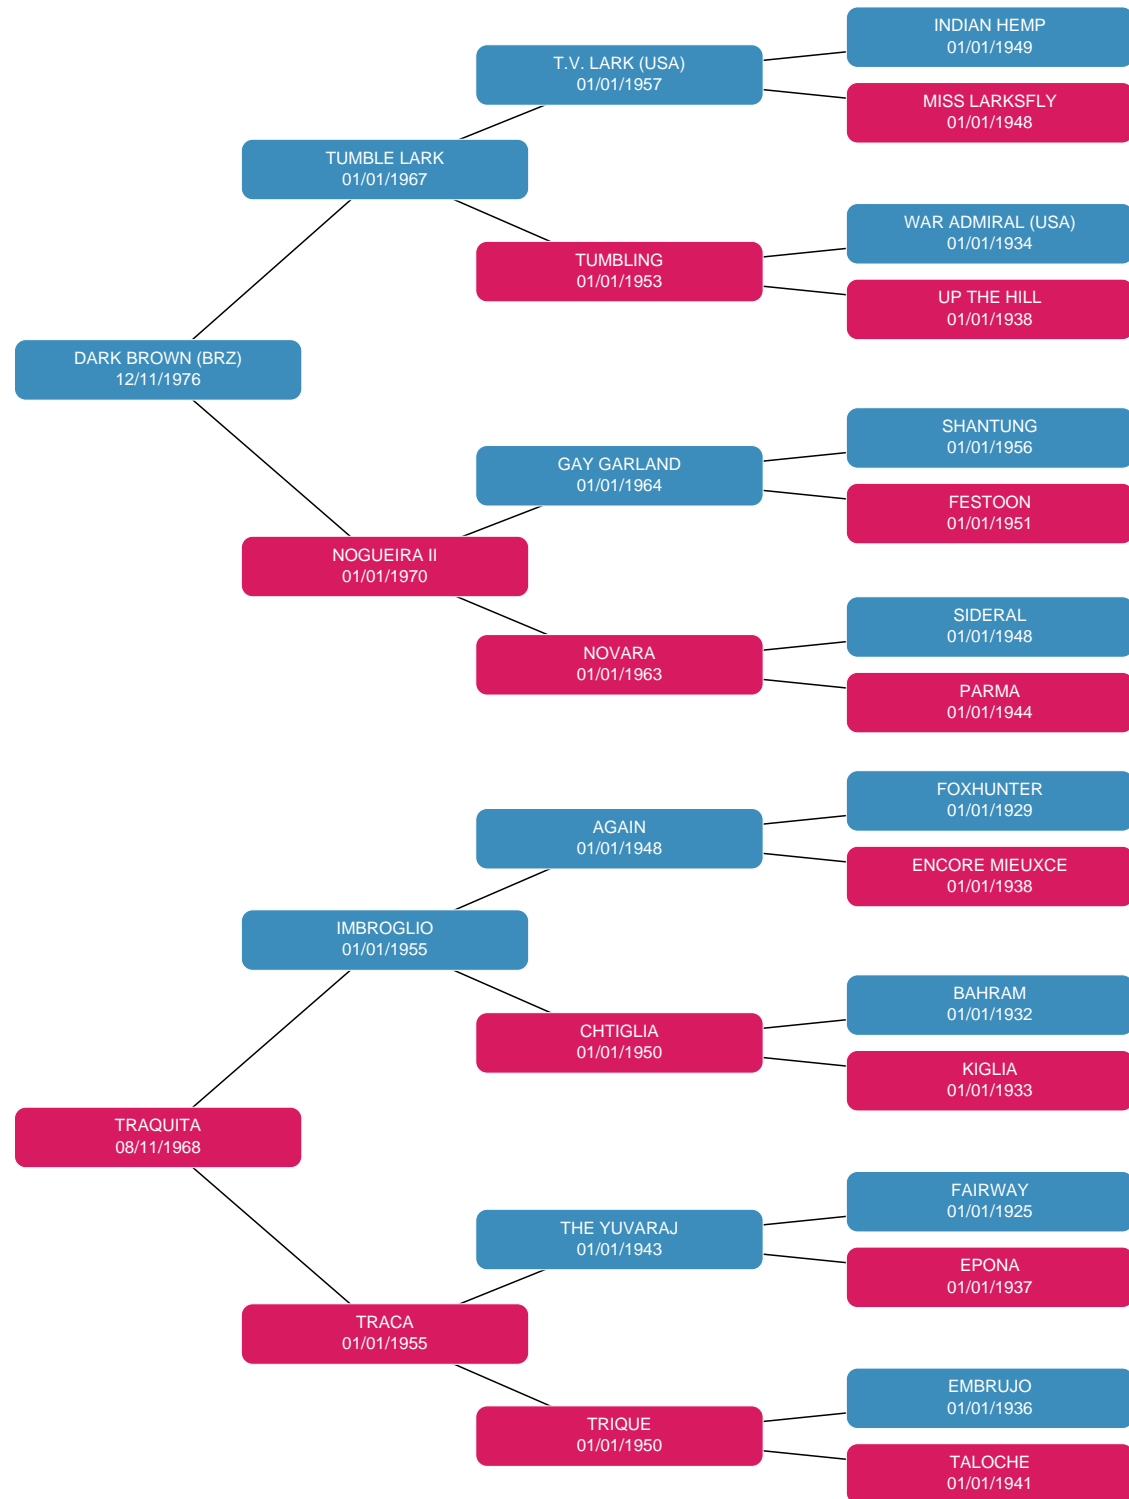 INDIAN HEMP
01/01/1949
T.V. LARK (USA)
01/01/1957
MISS LARKSFLY
01/01/1948
TUMBLE LARK
01/01/1967
WAR ADMIRAL (USA)
01/01/1934
TUMBLING
01/01/1953
UP THE HILL
01/01/1938
DARK BROWN (BRZ)
12/11/1976
SHANTUNG
01/01/1956
GAY GARLAND
01/01/1964
FESTOON
01/01/1951
NOGUEIRA II
01/01/1970
SIDERAL
01/01/1948
NOVARA
01/01/1963
PARMA
01/01/1944
FOXHUNTER
01/01/1929
AGAIN
01/01/1948
ENCORE MIEUXCE
01/01/1938
IMBROGLIO
01/01/1955
BAHRAM
01/01/1932
CHTIGLIA
01/01/1950
KIGLIA
01/01/1933
TRAQUITA
08/11/1968
FAIRWAY
01/01/1925
THE YUVARAJ
01/01/1943
EPONA
01/01/1937
TRACA
01/01/1955
EMBRUJO
01/01/1936
TRIQUE
01/01/1950
TALOCHE
01/01/1941